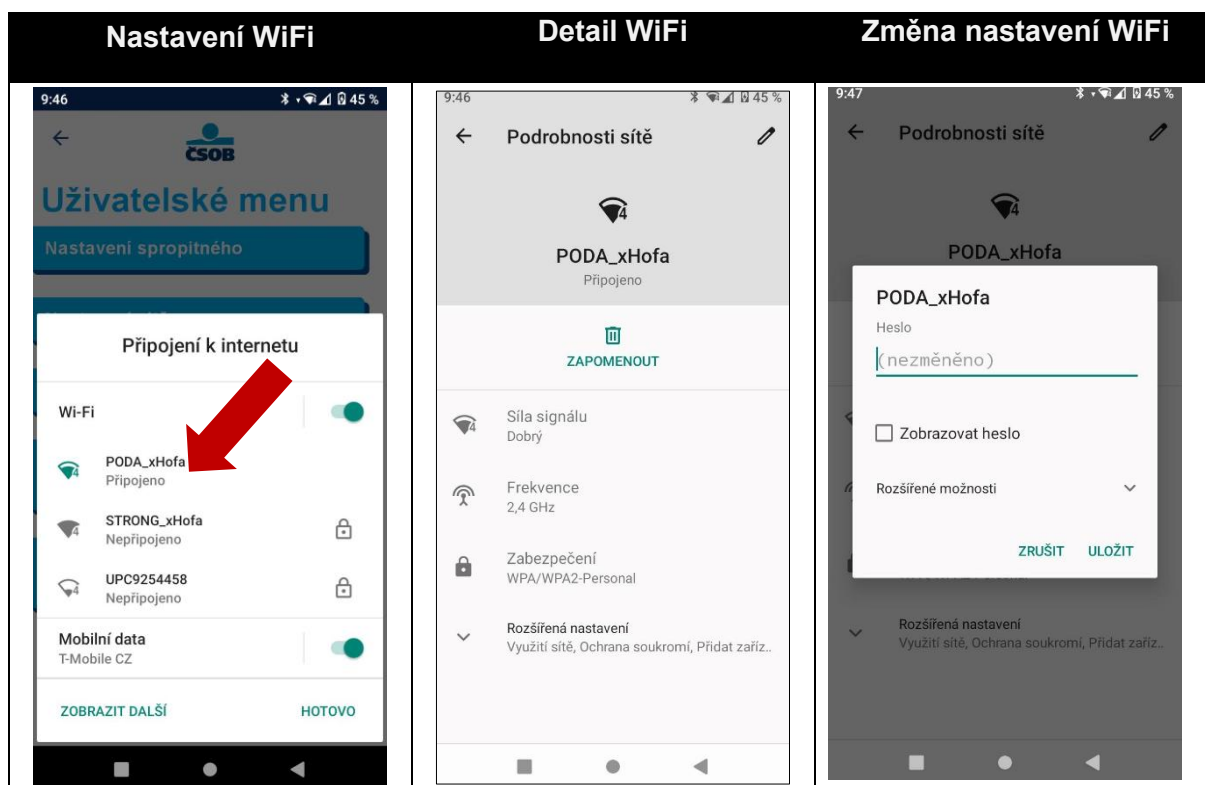 Nastavení WiFi
Detail WiFi
Změna nastavení WiFi
9:46
45 %
ČSOB
Uživatelské menu
Nastavení spropitného
Připojení k internetu
Wi-Fi
PODA_xHofa
Připojeno
STRONG_xHofa
Nepřipojeno
UPC9254458
Nepřipojeno
Mobilní data
T-Mobile CZ
ZOBRAZIT DALŠÍ
HOTOVO
9:46
45 %
Podrobnosti sítě
4
PODA_xHofa
Připojeno
ZAPOMENOUT
Síla signálu
Dobrý
Frekvence
2,4 GHz
Zabezpečení
WPA/WPA2-Personal
Rozšířená nastavení
Využití sítě, Ochrana soukromí, Přidat zaříz..
9:47
45 %
Podrobnosti sítě
4
PODA_xHofa
PODA_xHofa
Heslo
(nezměněno)
Zobrazovat heslo
Rozšířené možnosti
ZRUŠIT
ULOŽIT
Rozšířená nastavení
Využití sítě, Ochrana soukromí, Přidat zaříz..